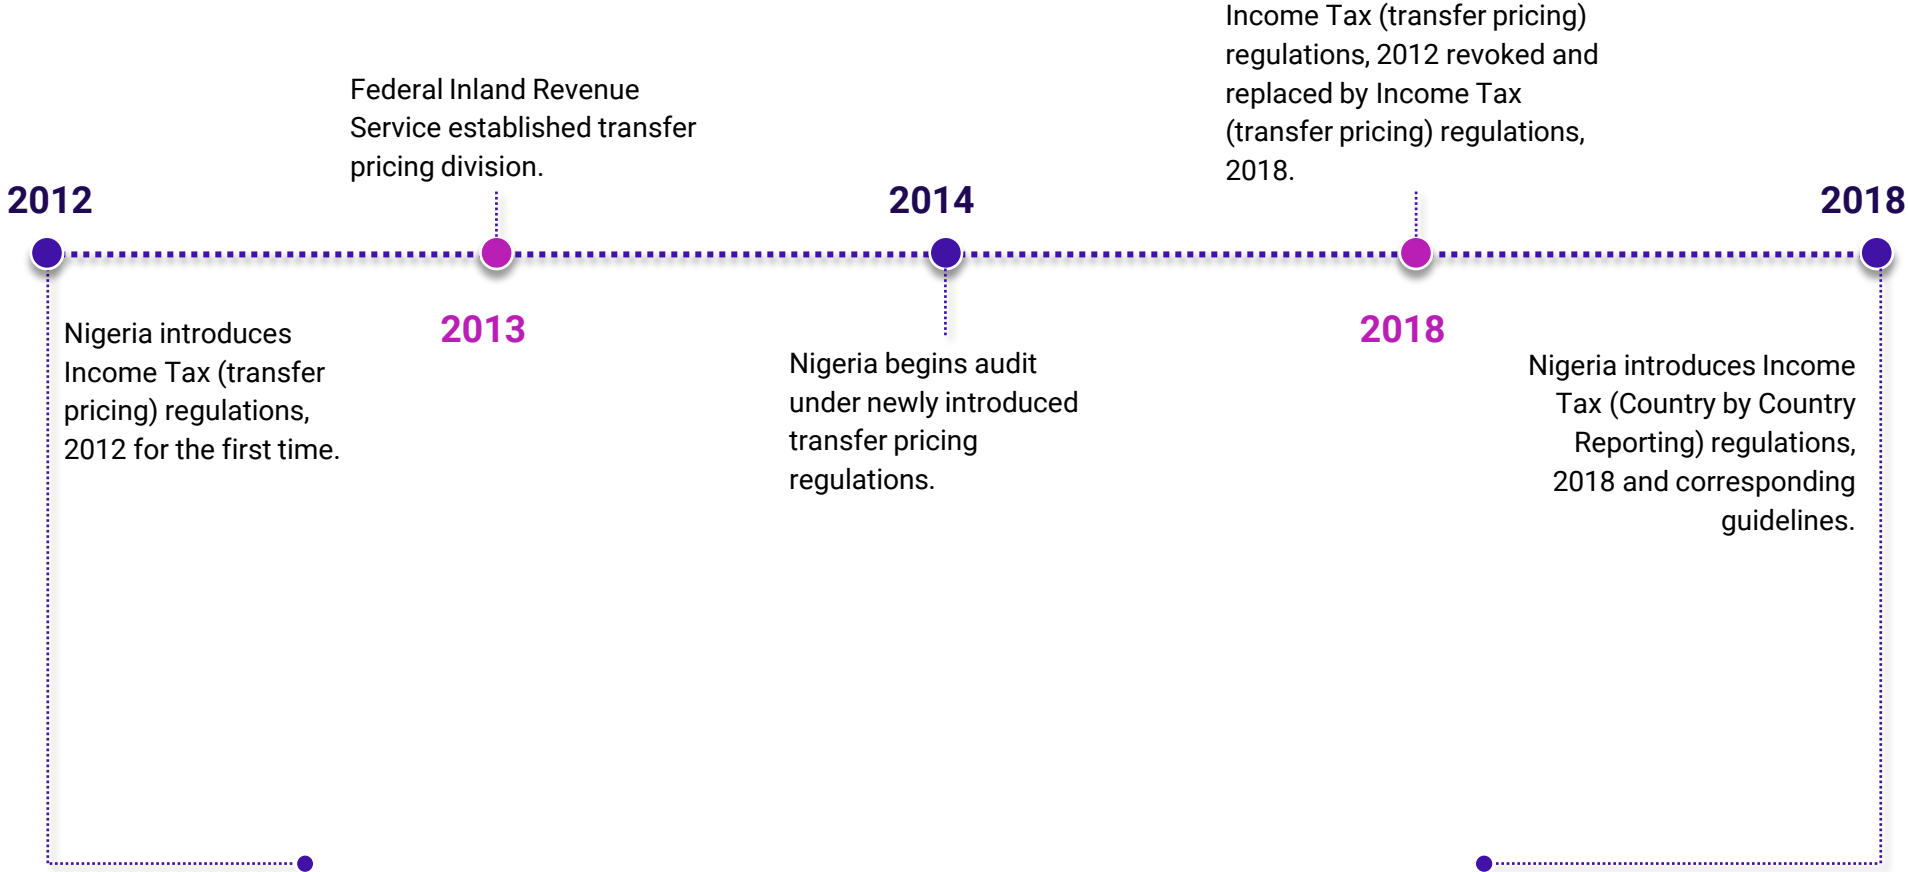 2012
Nigeria introduces
Income Tax (transfer
pricing) regulations,
2012 for the first time.
Federal Inland Revenue
Service established transfer
pricing division.
2013
2014
Nigeria begins audit
under newly introduced
transfer pricing
regulations.
Income Tax (transfer pricing)
regulations, 2012 revoked and
replaced by Income Tax
(transfer pricing) regulations,
2018.
2018
2018
Nigeria introduces Income
Tax (Country by Country
Reporting) regulations,
2018 and corresponding
guidelines.